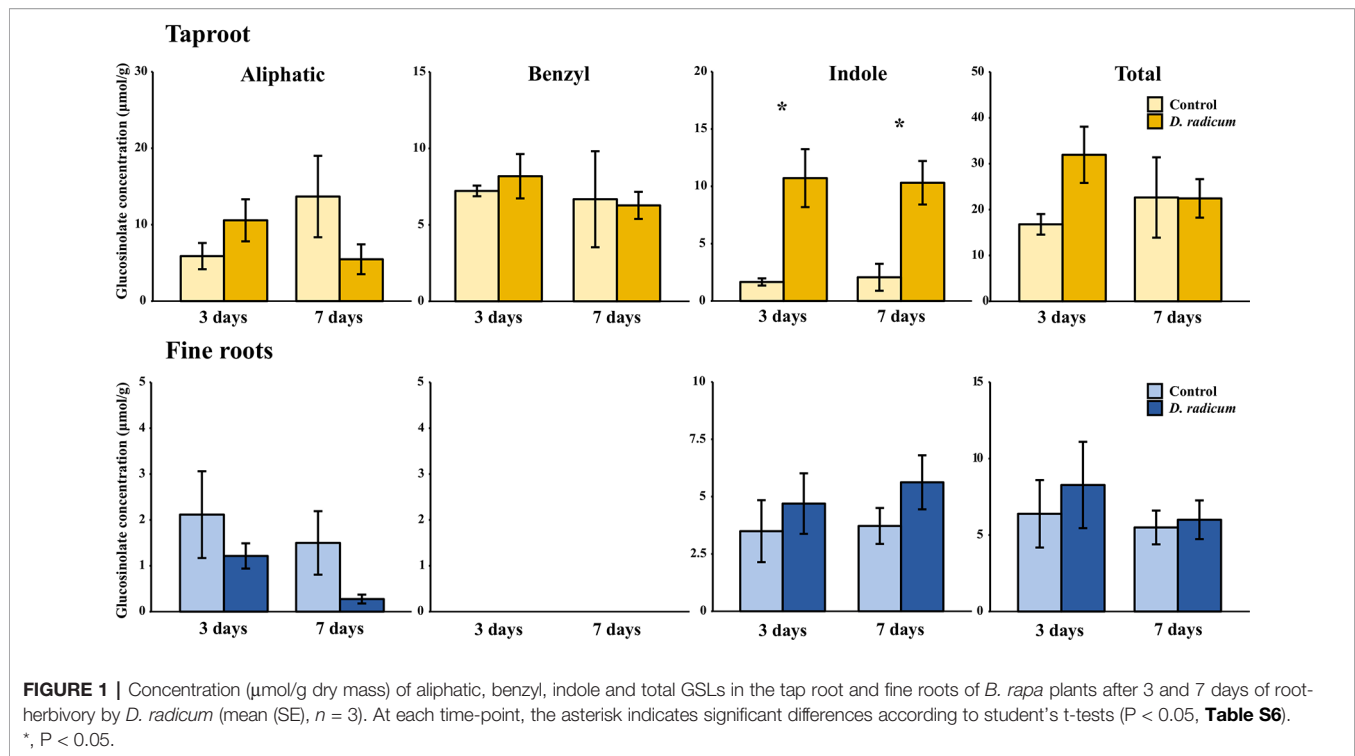 Taproot
Aliphatic
Benzyl
Indole
Total
Glucosinolate concentration (µmol/g)
30
20
10
0
3 days
7 days
15
10
5
0
3 days
7 days
20
15
10
5
0
*
*
3 days
7 days
50
40
30
20
10
0
Control
D. radicum
3 days
7 days
Fine roots
Glucosinolate concentration (µmol/g)
5
4
3
2
1
0
3 days
7 days
5
4
3
2
1
0
3 days
7 days
10
7.5
5
2.5
0
3 days
7 days
15
10
5
0
Control
D. radicum
3 days
7 days
FIGURE 1 | Concentration (µmol/g dry mass) of aliphatic, benzyl, indole and total GSLs in the tap root and fine roots of B. rapa plants after 3 and 7 days of root-
herbivory by D. radicum (mean (SE), n = 3). At each time-point, the asterisk indicates significant differences according to student's t-tests (P < 0.05, Table S6).
*, P < 0.05.